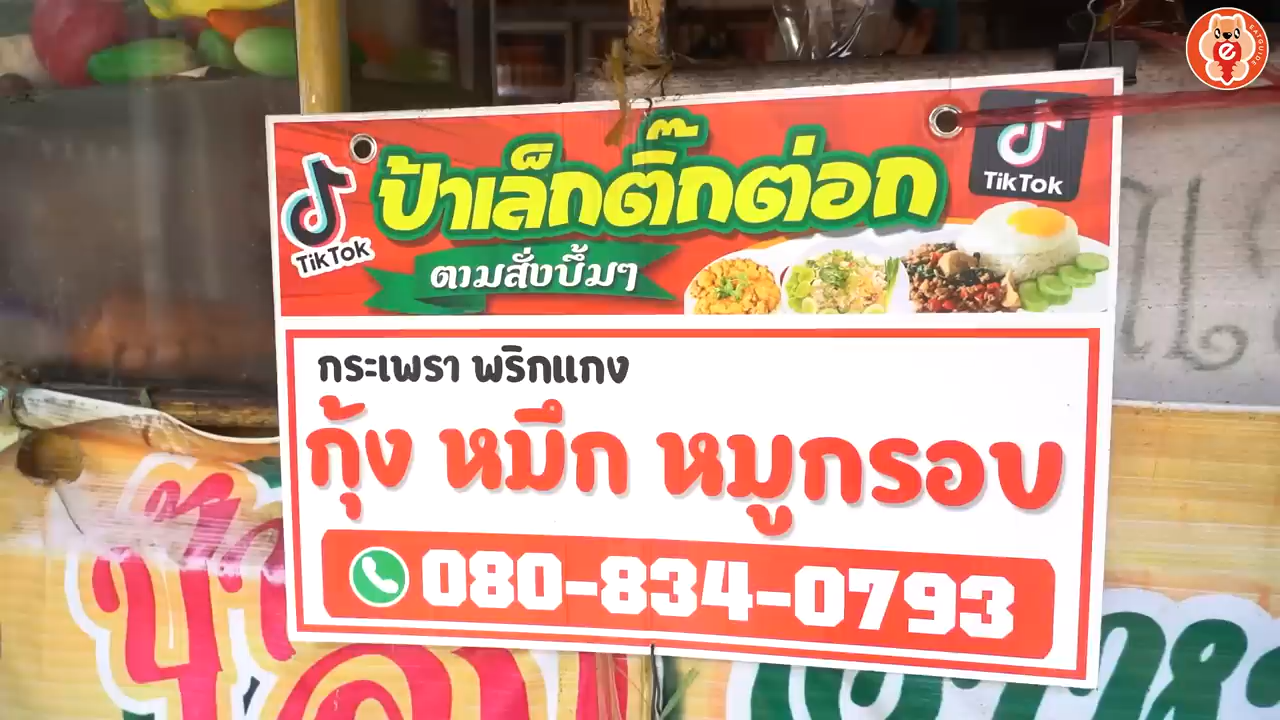 ป้าเล็กติ๊กต่อก
TikTok
TikTok
ตามสั่งบึ้มๆ
กระเพรา พริกแกง
กุ้ง หมึก หมูกรอบ
080-834-0793
EATGUIDE